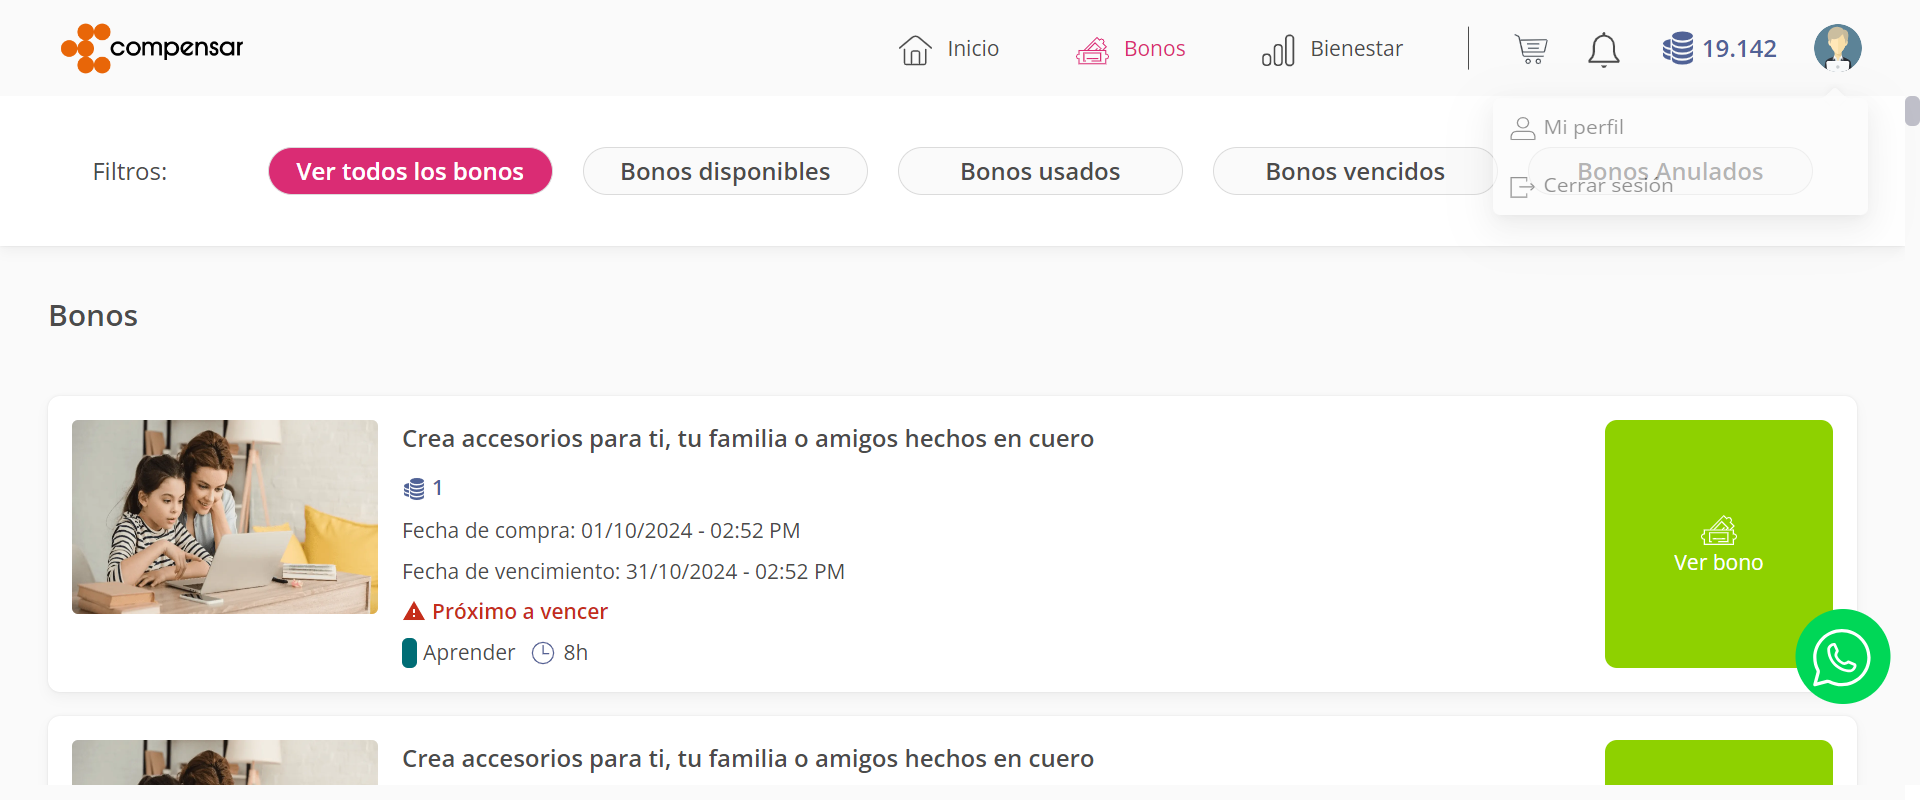 compensar
Inicio
Bonos
Bienestar
19.142
Mi perfil
Cerrar sesión
Filtros:
Ver todos los bonos
Bonos disponibles
Bonos usados
Bonos vencidos
Bonos Anulados
Bonos
Crea accesorios para ti, tu familia o amigos hechos en cuero
1
Fecha de compra: 01/10/2024 - 02:52 PM
Fecha de vencimiento: 31/10/2024 - 02:52 PM
Próximo a vencer
Aprender 8h
Ver bono
Crea accesorios para ti, tu familia o amigos hechos en cuero